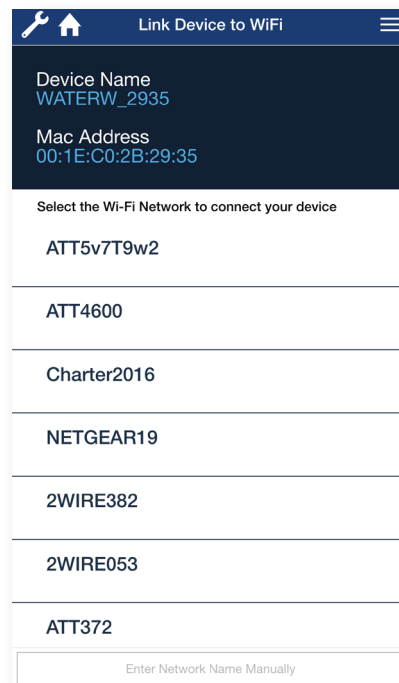 Link Device to WiFi
Device Name
WATERW_2935
Mac Address
00:1E:C0:2B:29:35
Select the Wi-Fi Network to connect your device
ATT5v7T9w2
ATT4600
Charter2016
NETGEAR19
2WIRE382
2WIRE053
ATT372
Enter Network Name Manually